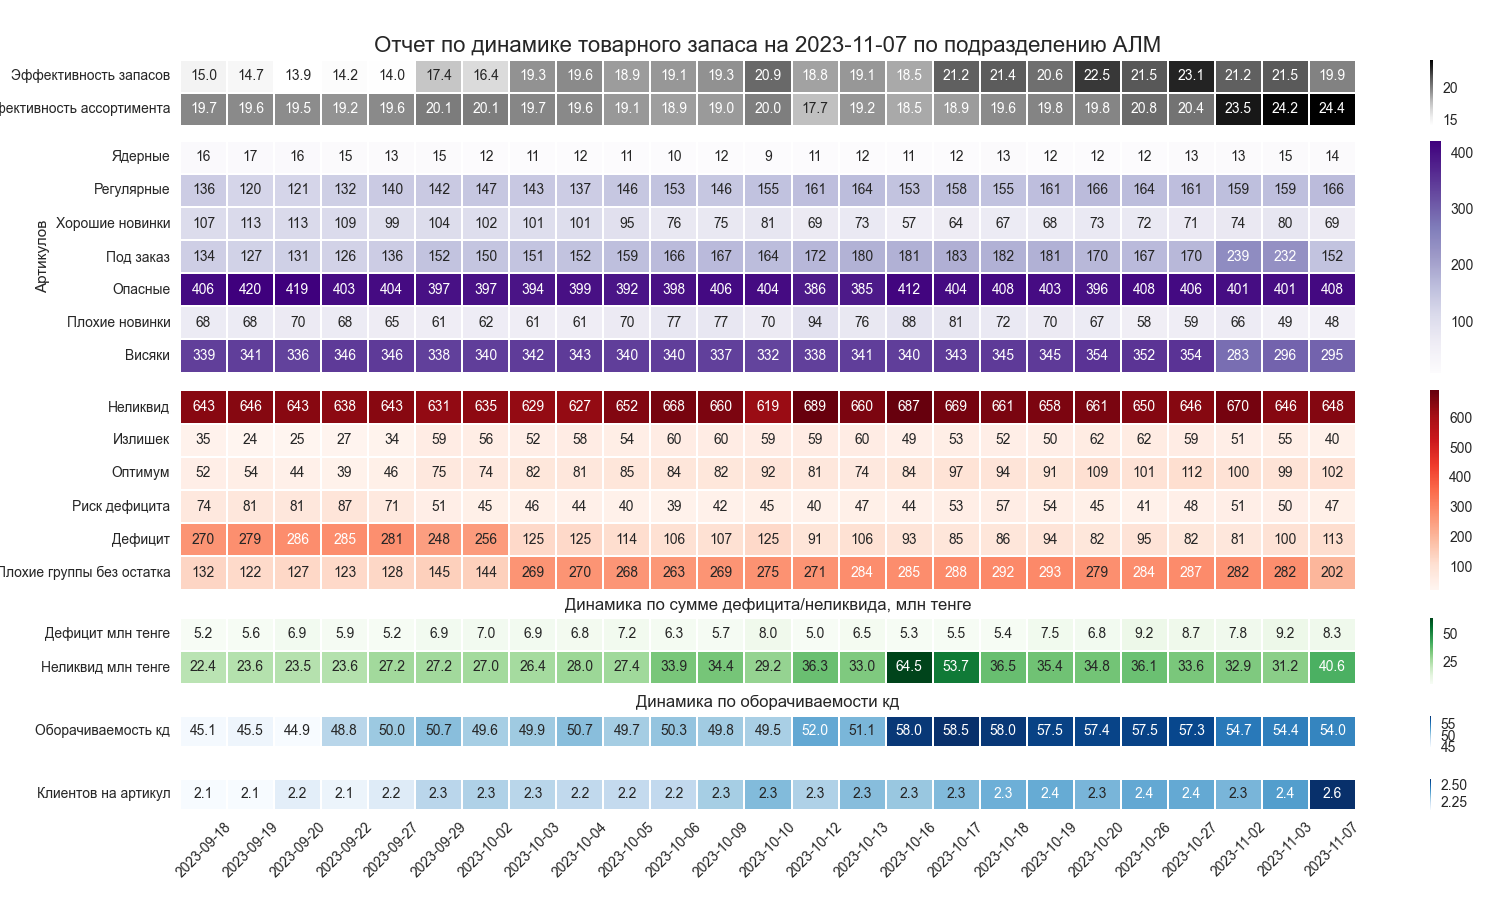 Отчет по динамике товарного запаса на 2023-11-07 по подразделению АЛМ
Эффективность запасов 15.0 14.7 13.9 14.2 14.0 17.4 16.4 19.3 19.6 18.9 19.1 19.3 20.9 18.8 19.1 18.5 21.2 21.4 20.6 22.5 21.5 23.1 21.2 21.5 19.9
фективность ассортимента 19.7 19.6 19.5 19.2 19.6 20.1 20.1 19.7 19.6 19.1 18.9 19.0 20.0 17.7 19.2 18.5 18.9 19.6 19.8 19.8 20.8 20.4 23.5 24.2 24.4
20
15
Артикулов
Ядерные 16 17 16 15 13 15 12 11 12 11 10 12 9 11 12 11 12 13 12 12 12 13 13 15 14
Регулярные 136 120 121 132 140 142 147 143 137 146 153 146 155 161 164 153 158 155 161 166 164 161 159 159 166
Хорошие новинки 107 113 113 109 99 104 102 101 101 95 76 75 81 69 73 57 64 67 68 73 72 71 74 80 69
Под заказ 134 127 131 126 136 152 150 151 152 159 166 167 164 172 180 181 183 182 181 170 167 170 239 232 152
Опасные 406 420 419 403 404 397 397 394 399 392 398 406 404 386 385 412 404 408 403 396 408 406 401 401 408
Плохие новинки 68 68 70 68 65 61 62 61 61 70 77 77 70 94 76 88 81 72 70 67 58 59 66 49 48
Висяки 339 341 336 346 346 338 340 342 343 340 340 337 332 338 341 340 343 345 345 354 352 354 283 296 295
400
300
200
100
Неликвид 643 646 643 638 643 631 635 629 627 652 668 660 619 689 660 687 669 661 658 661 650 646 670 646 648
Излишек 35 24 25 27 34 59 56 52 58 54 60 60 59 59 60 49 53 52 50 62 62 59 51 55 40
Оптимум 52 54 44 39 46 75 74 82 81 85 84 82 92 81 74 84 97 94 91 109 101 112 100 99 102
Риск дефицита 74 81 81 87 71 51 45 46 44 40 39 42 45 40 47 44 53 57 54 45 41 48 51 50 47
Дефицит 270 279 286 285 281 248 256 125 125 114 106 107 125 91 106 93 85 86 94 82 95 82 81 100 113
Плохие группы без остатка 132 122 127 123 128 145 144 269 270 268 263 269 275 271 284 285 288 292 293 279 284 287 282 282 202
600
500
400
300
200
100
Динамика по сумме дефицита/неликвида, млн тенге
Дефицит млн тенге 5.2 5.6 6.9 5.9 5.2 6.9 7.0 6.9 6.8 7.2 6.3 5.7 8.0 5.0 6.5 5.3 5.5 5.4 7.5 6.8 9.2 8.7 7.8 9.2 8.3
Неликвид млн тенге 22.4 23.6 23.5 23.6 27.2 27.2 27.0 26.4 28.0 27.4 33.9 34.4 29.2 36.3 33.0 64.5 53.7 36.5 35.4 34.8 36.1 33.6 32.9 31.2 40.6
50
25
Динамика по оборачиваемости кд
Оборачиваемость кд 45.1 45.5 44.9 48.8 50.0 50.7 49.6 49.9 50.7 49.7 50.3 49.8 49.5 52.0 51.1 58.0 58.5 58.0 57.5 57.4 57.5 57.3 54.7 54.4 54.0
55
50
45
Клиентов на артикул 2.1 2.1 2.2 2.1 2.2 2.3 2.3 2.3 2.2 2.2 2.2 2.3 2.3 2.3 2.3 2.3 2.3 2.3 2.4 2.3 2.4 2.4 2.3 2.4 2.6
2.50
2.25
2023-09-18 2023-09-19 2023-09-20 2023-09-22 2023-09-27 2023-09-29 2023-10-02 2023-10-03 2023-10-04 2023-10-05 2023-10-06 2023-10-09 2023-10-10 2023-10-12 2023-10-13 2023-10-16 2023-10-17 2023-10-18 2023-10-19 2023-10-20 2023-10-26 2023-10-27 2023-11-02 2023-11-03 2023-11-07